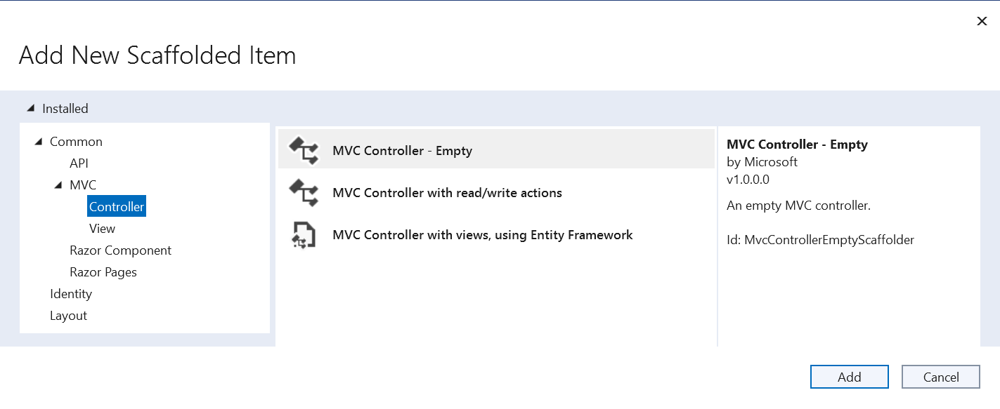 Add New Scaffolded Item
Installed
Common
API
MVC
Controller
View
Razor Component
Razor Pages
Identity
Layout
MVC Controller - Empty
MVC Controller with read/write actions
MVC Controller with views, using Entity Framework
MVC Controller - Empty
by Microsoft
v1.0.0.0
An empty MVC controller.
Id: MvcControllerEmptyScaffolder
Add
Cancel